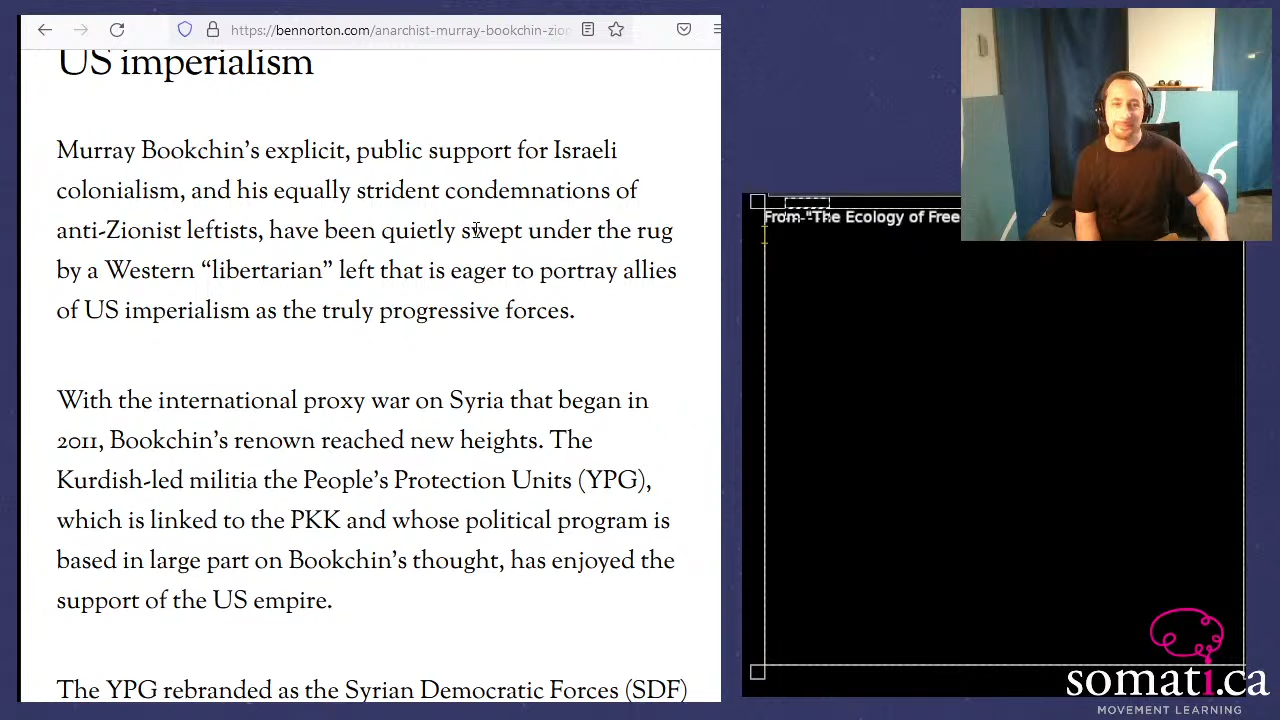 https://bennorton.com/anarchist-murray-bookchin-zion
US imperialism
Murray Bookchin's explicit, public support for Israeli
colonialism, and his equally strident condemnations of
anti-Zionist leftists, have been quietly swept under the rug
by a Western “libertarian” left that is eager to portray allies
of US imperialism as the truly progressive forces.
With the international proxy war on Syria that began in
2011, Bookchin's renown reached new heights. The
Kurdish-led militia the People's Protection Units (YPG),
which is linked to the PKK and whose political program is
based in large part on Bookchin's thought, has enjoyed the
support of the US empire.
The YPG rebranded as the Syrian Democratic Forces (SDF)
From "The Ecology of Free
somati.ca
MOVEMENT LEARNING